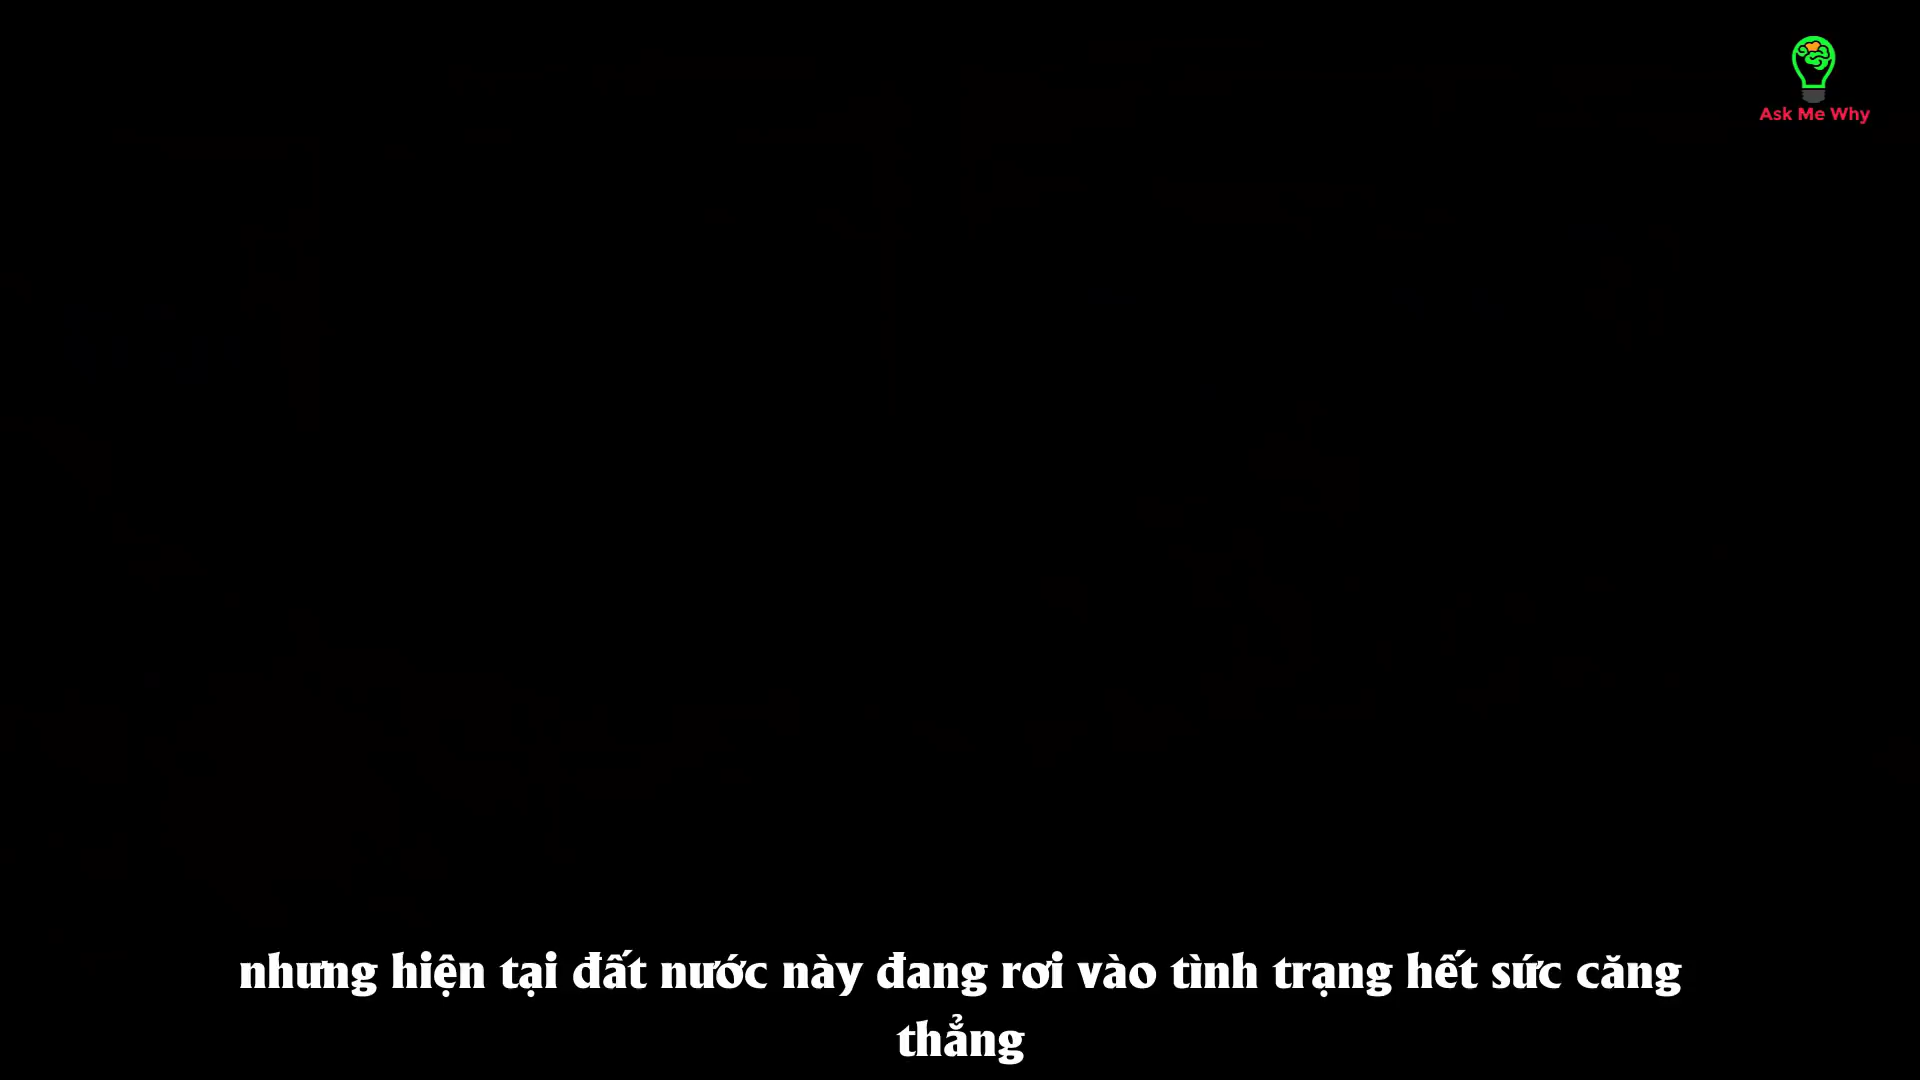 Ask Me Why
nhưng hiện tại đất nước này đang rơi vào tình trạng hết sức căng
thẳng